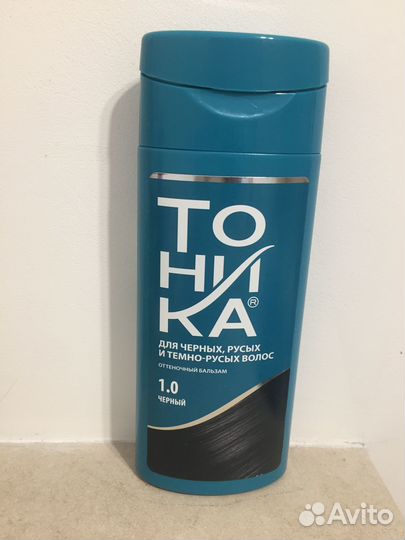 ТО
НИ
КА®
ДЛЯ ЧЕРНЫХ, РУСЫХ
И ТЕМНО-РУСЫХ ВОЛОС
ОТТЕНОЧНЫЙ БАЛЬЗАМ
1.0
ЧЕРНЫЙ
Avito